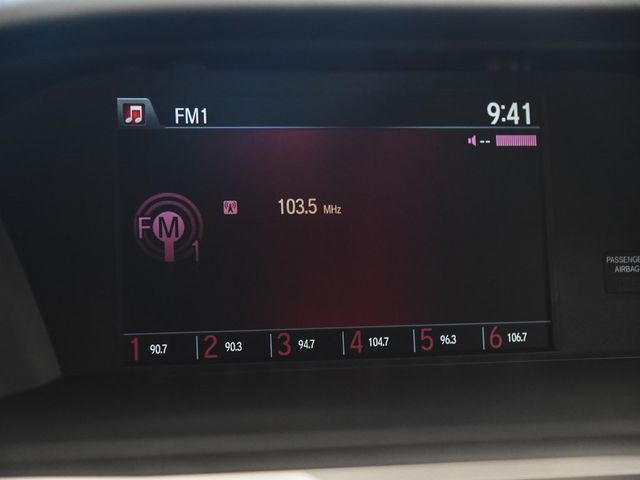 FM1 9:41
--
FM 1
103.5 MHz
1 90.7 2 90.3 3 94.7 4 104.7 5 96.3 6 106.7
PASSENGE
AIRBAG